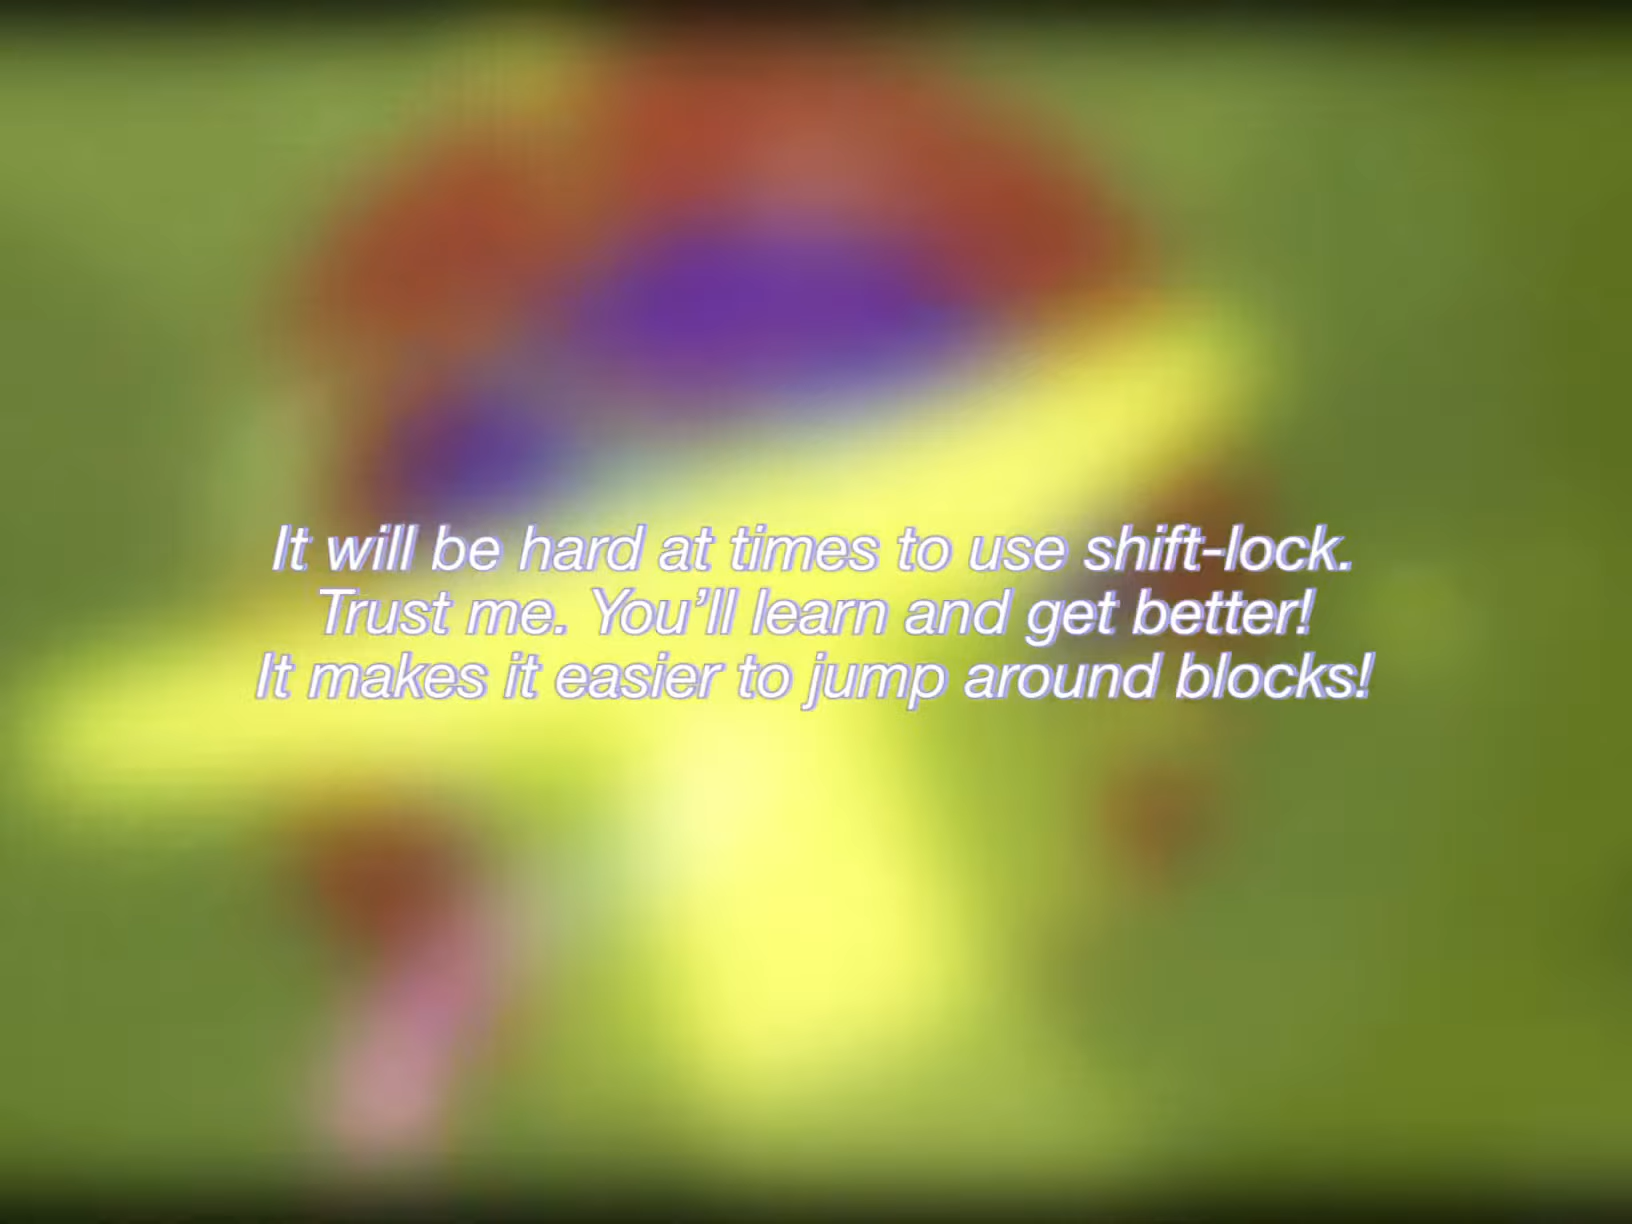 It will be hard at times to use shift-lock.
Trust me. You’ll learn and get better!
It makes it easier to jump around blocks!